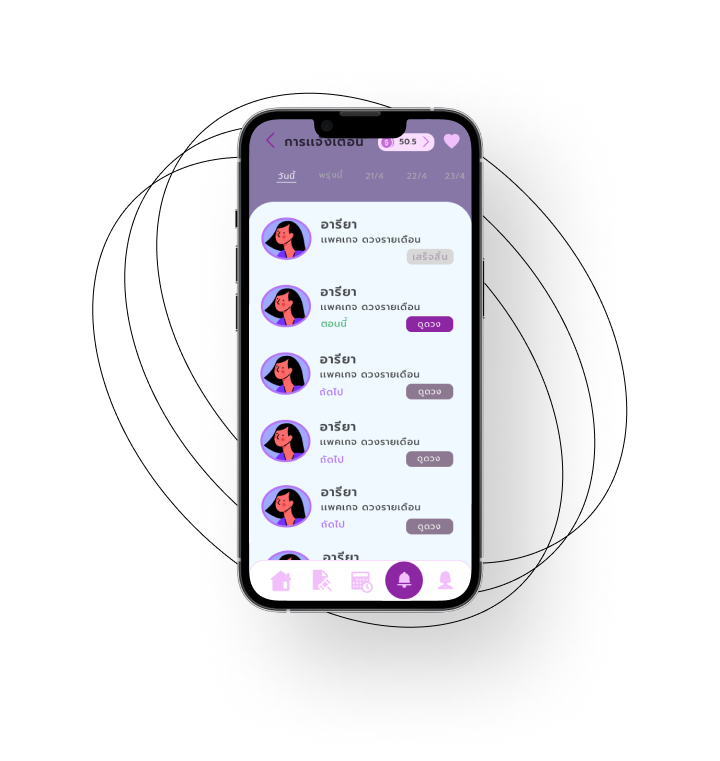 การแจ้งเตือน
50.5
วันนี้ พรุ่งนี้ 21/4 22/4 23/4
อารียา
แพคเกจ ดวงรายเดือน
เสร็จสิ้น
อารียา
แพคเกจ ดวงรายเดือน
ตอนนี้ ดูดวง
อารียา
แพคเกจ ดวงรายเดือน
ถัดไป ดูดวง
อารียา
แพคเกจ ดวงรายเดือน
ถัดไป ดูดวง
อารียา
แพคเกจ ดวงรายเดือน
ถัดไป ดูดวง
อารียา